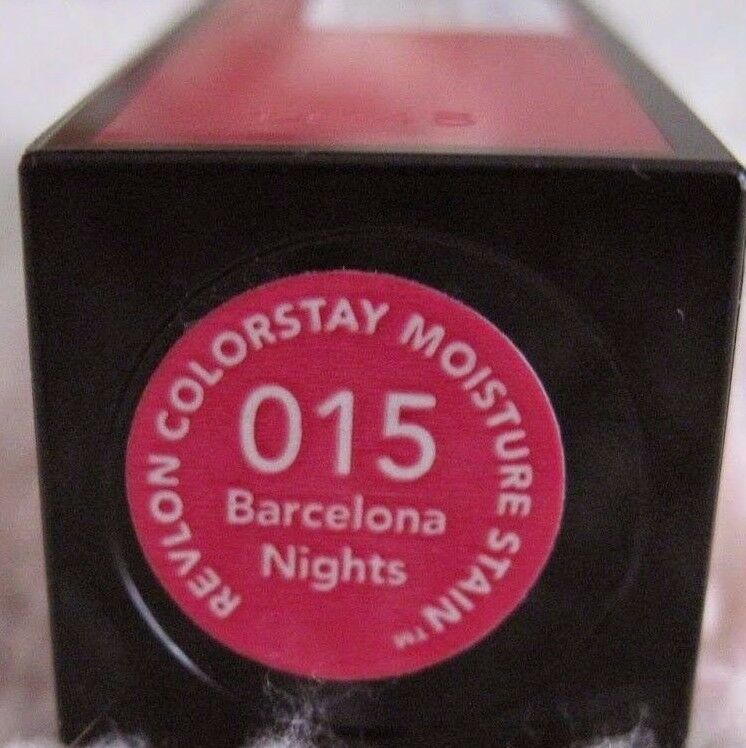 REVLON COLORSTAY MOISTURE STAIN™
015
Barcelona
Nights